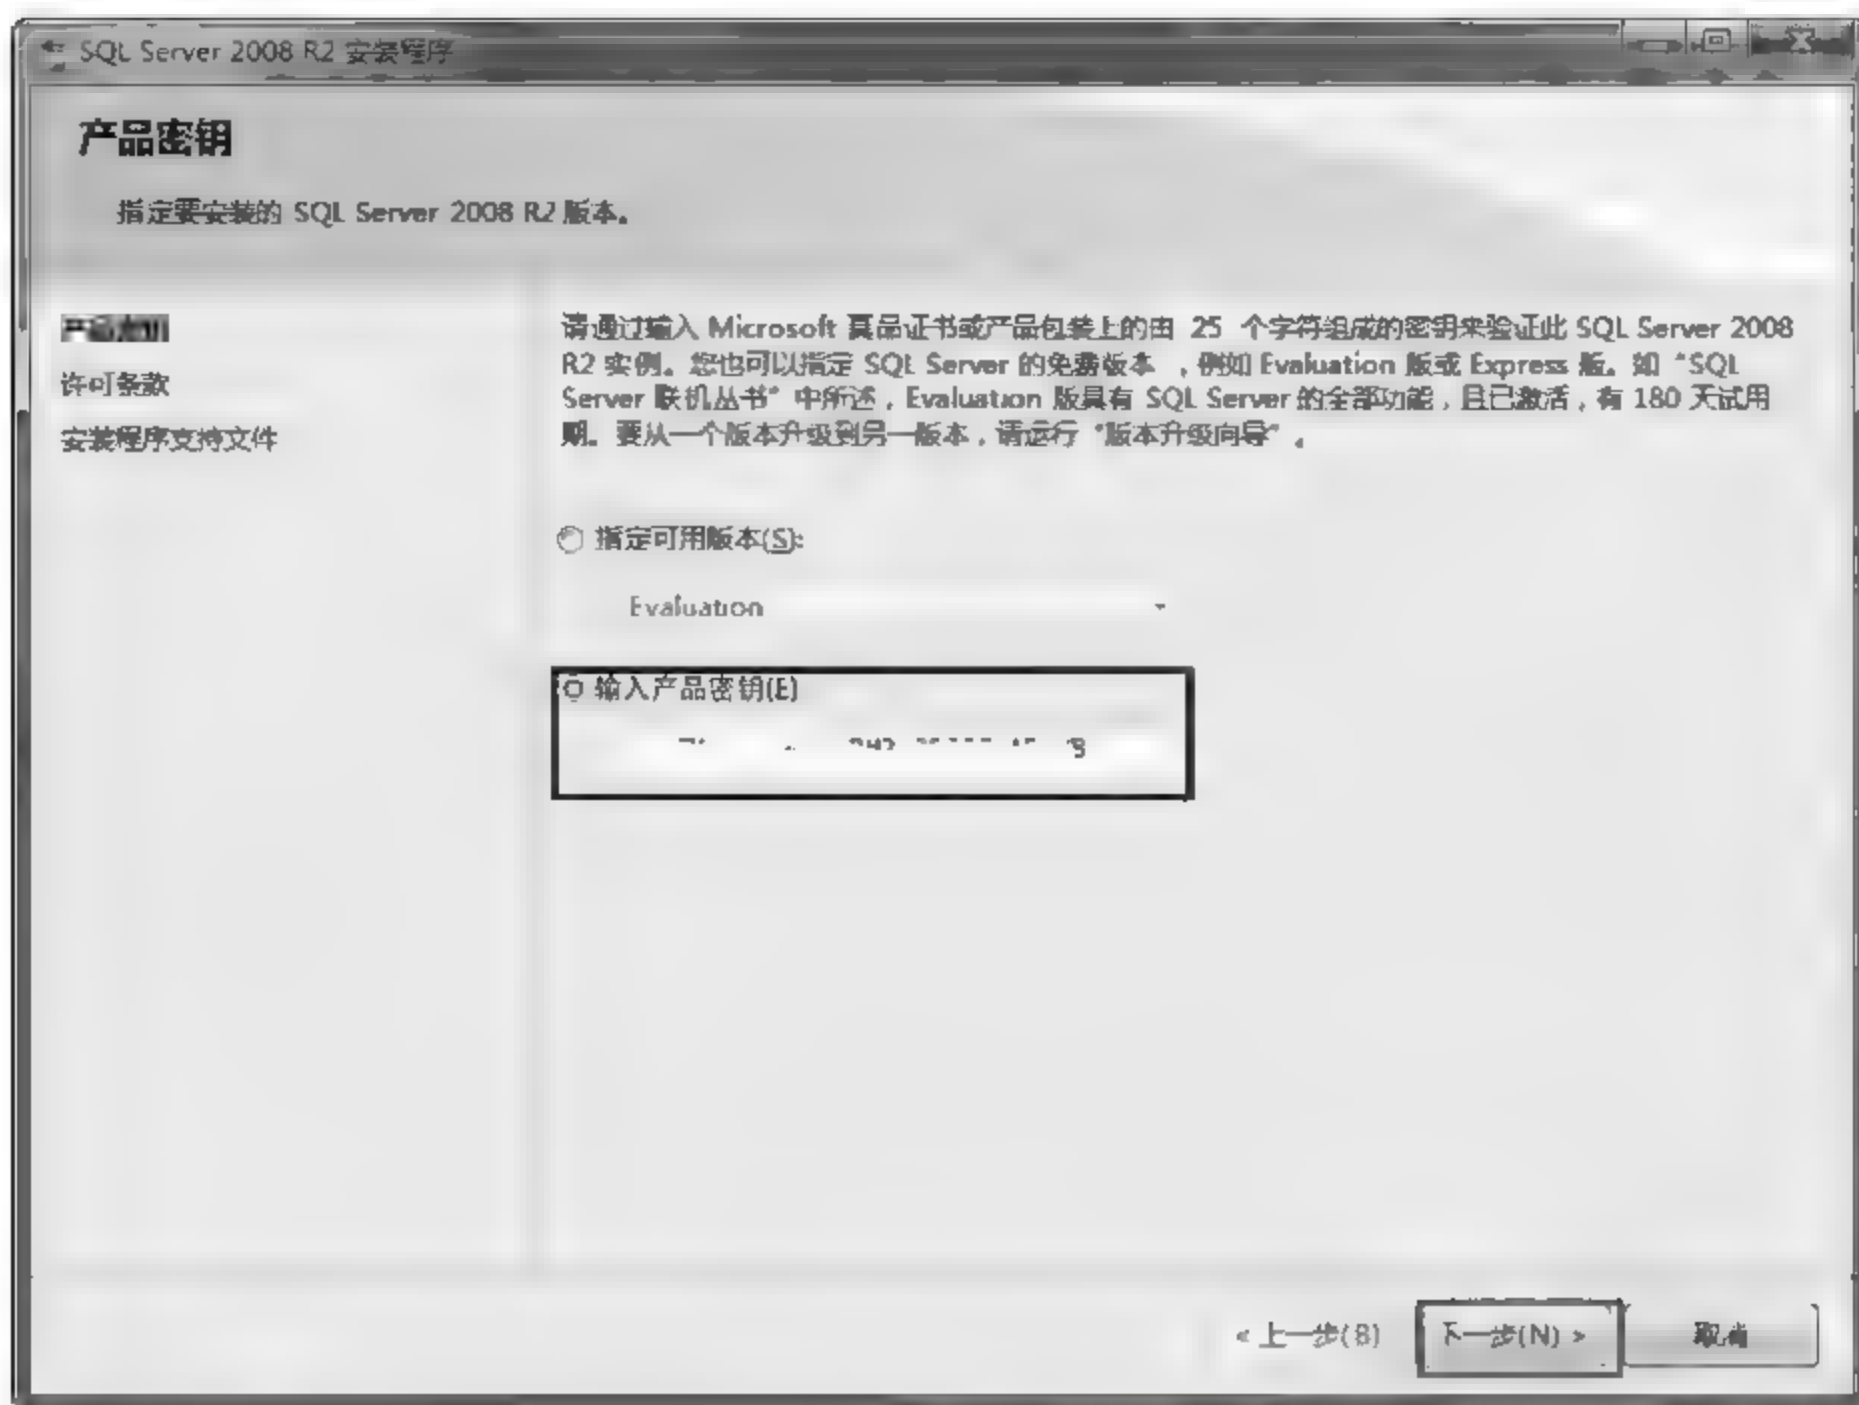 SQL Server 2008 R2 安装程序
产品密钥
指定要安装的 SQL Server 2008 R2 版本。
产品密钥
许可条款
安装程序支持文件
请通过输入 Microsoft 真品证书或产品包装上的由 25 个字符组成的密钥来验证此 SQL Server 2008
R2 实例。您也可以指定 SQL Server 的免费版本，例如 Evaluation 版或 Express 版。如“SQL
Server 联机丛书”中所述，Evaluation 版具有 SQL Server 的全部功能，且已激活，有 180 天试用
期。要从一个版本升级到另一版本，请运行“版本升级向导”。
指定可用版本(S):
Evaluation
输入产品密钥(E)
< 上一步(B)
下一步(N) >
取消